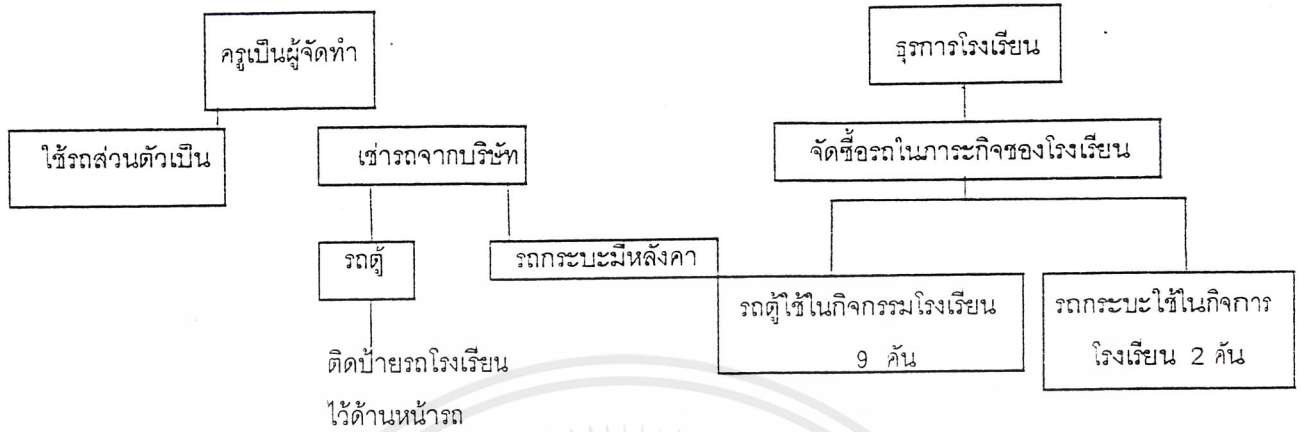 ครูเป็นผู้จัดทำ
ธุรการโรงเรียน
ใช้รถส่วนตัวเป็น
เช่ารถจากบริษัท
จัดซื้อรถในภาระกิจของโรงเรียน
รถตู้
รถกระบะมีหลังคา
รถตู้ใช้ในกิจกรรมโรงเรียน
9 คัน
รถกระบะใช้ในกิจการ
โรงเรียน 2 คัน
ติดป้ายรถโรงเรียน
ไว้ด้านหน้ารถ